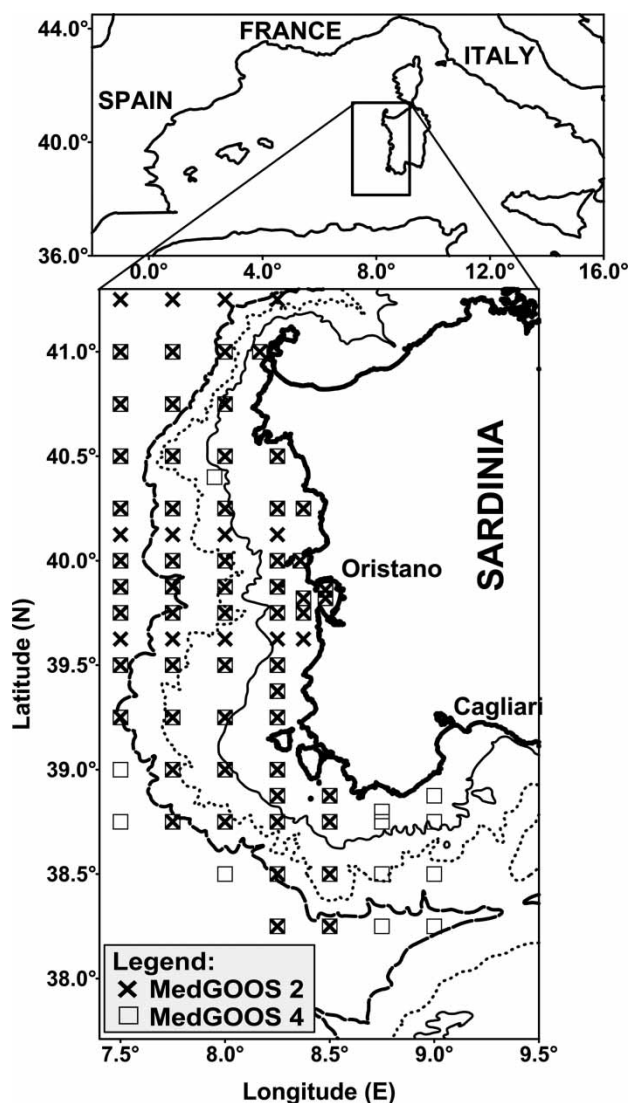 44.0°
FRANCE
ITALY
SPAIN
40.0°
36.0°
0.0°
4.0°
8.0°
12.0°
16.0°
41.0°
40.5°
40.0°
39.5°
39.0°
38.5°
38.0°
Latitude (N)
SARDINIA
Oristano
Cagliari
Legend:
MedGOOS 2
MedGOOS 4
7.5°
8.0°
8.5°
9.0°
9.5°
Longitude (E)